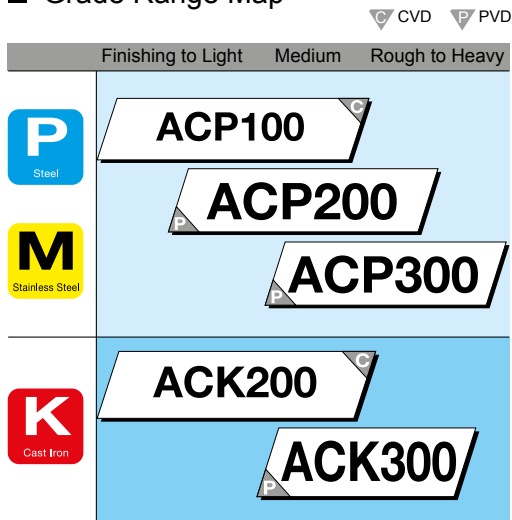 Grade Range Map
C CVD P PVD
Finishing to Light Medium Rough to Heavy
P
Steel
ACP100 C
ACP200 P
M
Stainless Steel
ACP300 P
K
Cast Iron
ACK200 C
ACK300 P